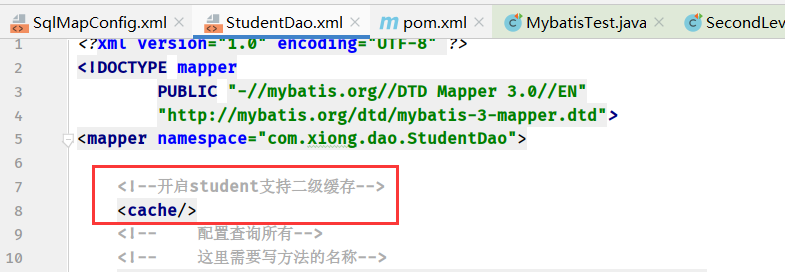 SqlMapConfig.xml StudentDao.xml pom.xml MybatisTest.java SecondLev
1 <?xml version="1.0" encoding="UTF-8" ?>
2 <!DOCTYPE mapper
3 PUBLIC "-//mybatis.org//DTD Mapper 3.0//EN"
4 "http://mybatis.org/dtd/mybatis-3-mapper.dtd">
5 <mapper namespace="com.xiong.dao.StudentDao">
6
7 <!--开启student支持二级缓存-->
8 <cache/>
9 <!-- 配置查询所有-->
10 <!-- 这里需要写方法的名称-->